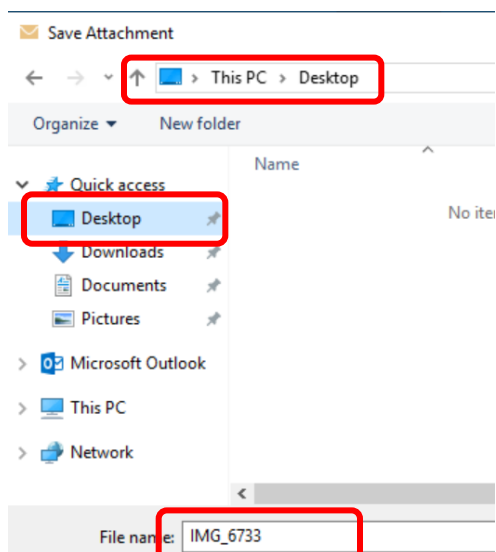 Save Attachment
This PC > Desktop
Organize New folder
Name
Quick access
Desktop
No
Downloads
Documents
Pictures
Microsoft Outlook
This PC
Network
File name: IMG_6733